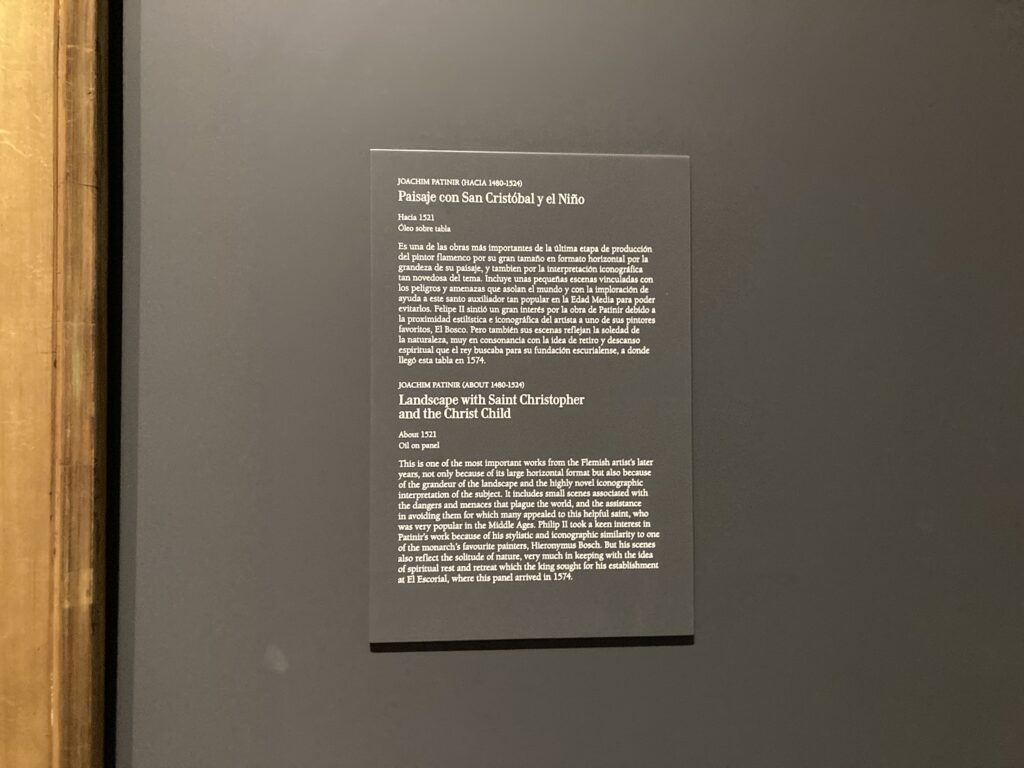 JOACHIM PATINIR (HACIA 1480-1524)
Paisaje con San Cristóbal y el Niño
Hacia 1521
Óleo sobre tabla
Es una de las obras más importantes de la última etapa de producción
del pintor flamenco por su gran tamaño en formato horizontal por la
grandeza de su paisaje, y tambien por la interpretación iconográfica
tan novedosa del tema. Incluye unas pequeñas escenas vinculadas con
los peligros y amenazas que asolan el mundo y con la imploración de
ayuda a este santo auxiliador tan popular en la Edad Media para poder
evitarlos. Felipe II sintió un gran interés por la obra de Patinir debido a
la proximidad estilística e iconográfica del artista a uno de sus pintores
favoritos, El Bosco. Pero también sus escenas reflejan la soledad de
la naturaleza, muy en consonancia con la idea de retiro y descanso
espiritual que el rey buscaba para su fundación escurialense, a donde
llegó esta tabla en 1574.
JOACHIM PATINIR (ABOUT 1480-1524)
Landscape with Saint Christopher
and the Christ Child
About 1521
Oil on panel
This is one of the most important works from the Flemish artist's later
years, not only because of its large horizontal format but also because
of the grandeur of the landscape and the highly novel iconographic
interpretation of the subject. It includes small scenes associated with
the dangers and menaces that plague the world, and the assistance
in avoiding them for which many appealed to this helpful saint, who
was very popular in the Middle Ages. Philip II took a keen interest in
Patinir's work because of his stylistic and iconographic similarity to one
of the monarch's favourite painters, Hieronymus Bosch. But his scenes
also reflect the solitude of nature, very much in keeping with the idea
of spiritual rest and retreat which the king sought for his establishment
at El Escorial, where this panel arrived in 1574.